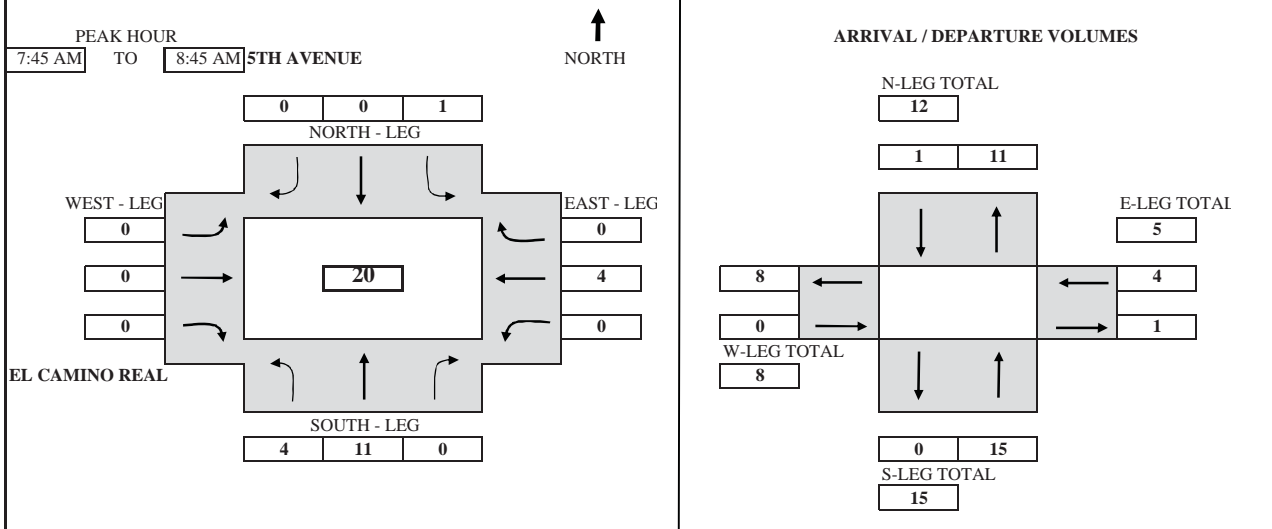 PEAK HOUR
7:45 AM TO 8:45 AM 5TH AVENUE
NORTH
0 0 1
NORTH - LEG
WEST - LEG
EAST - LEG
0
0
0
20
0
4
0
EL CAMINO REAL
SOUTH - LEG
4 11 0
ARRIVAL / DEPARTURE VOLUMES
N-LEG TOTAL
12
1 11
E-LEG TOTAL
5
8
4
0
1
W-LEG TOTAL
8
0 15
S-LEG TOTAL
15